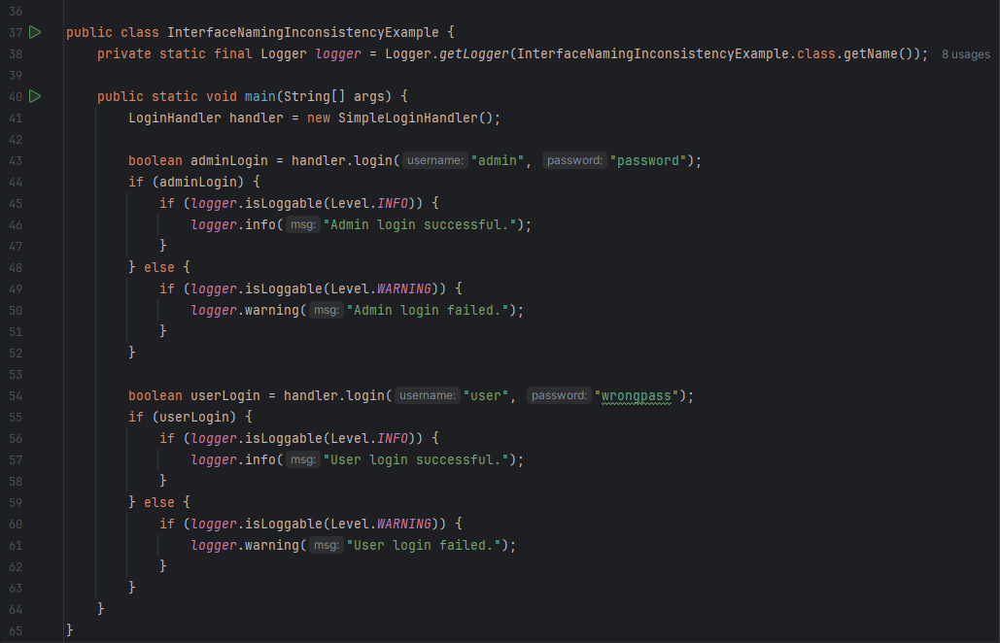 36
37 public class InterfaceNamingInconsistencyExample {
38 private static final Logger logger = Logger.getLogger(InterfaceNamingInconsistencyExample.class.getName()); 8 usages
39
40 public static void main(String[] args) {
41 LoginHandler handler = new SimpleLoginHandler();
42
43 boolean adminLogin = handler.login( username: "admin", password: "password");
44 if (adminLogin) {
45 if (logger.isLoggable(Level.INFO)) {
46 logger.info( msg: "Admin login successful.");
47 }
48 } else {
49 if (logger.isLoggable(Level.WARNING)) {
50 logger.warning( msg: "Admin login failed.");
51 }
52 }
53
54 boolean userLogin = handler.login( username: "user", password: "wrongpass");
55 if (userLogin) {
56 if (logger.isLoggable(Level.INFO)) {
57 logger.info( msg: "User login successful.");
58 }
59 } else {
60 if (logger.isLoggable(Level.WARNING)) {
61 logger.warning( msg: "User login failed.");
62 }
63 }
64 }
65 }